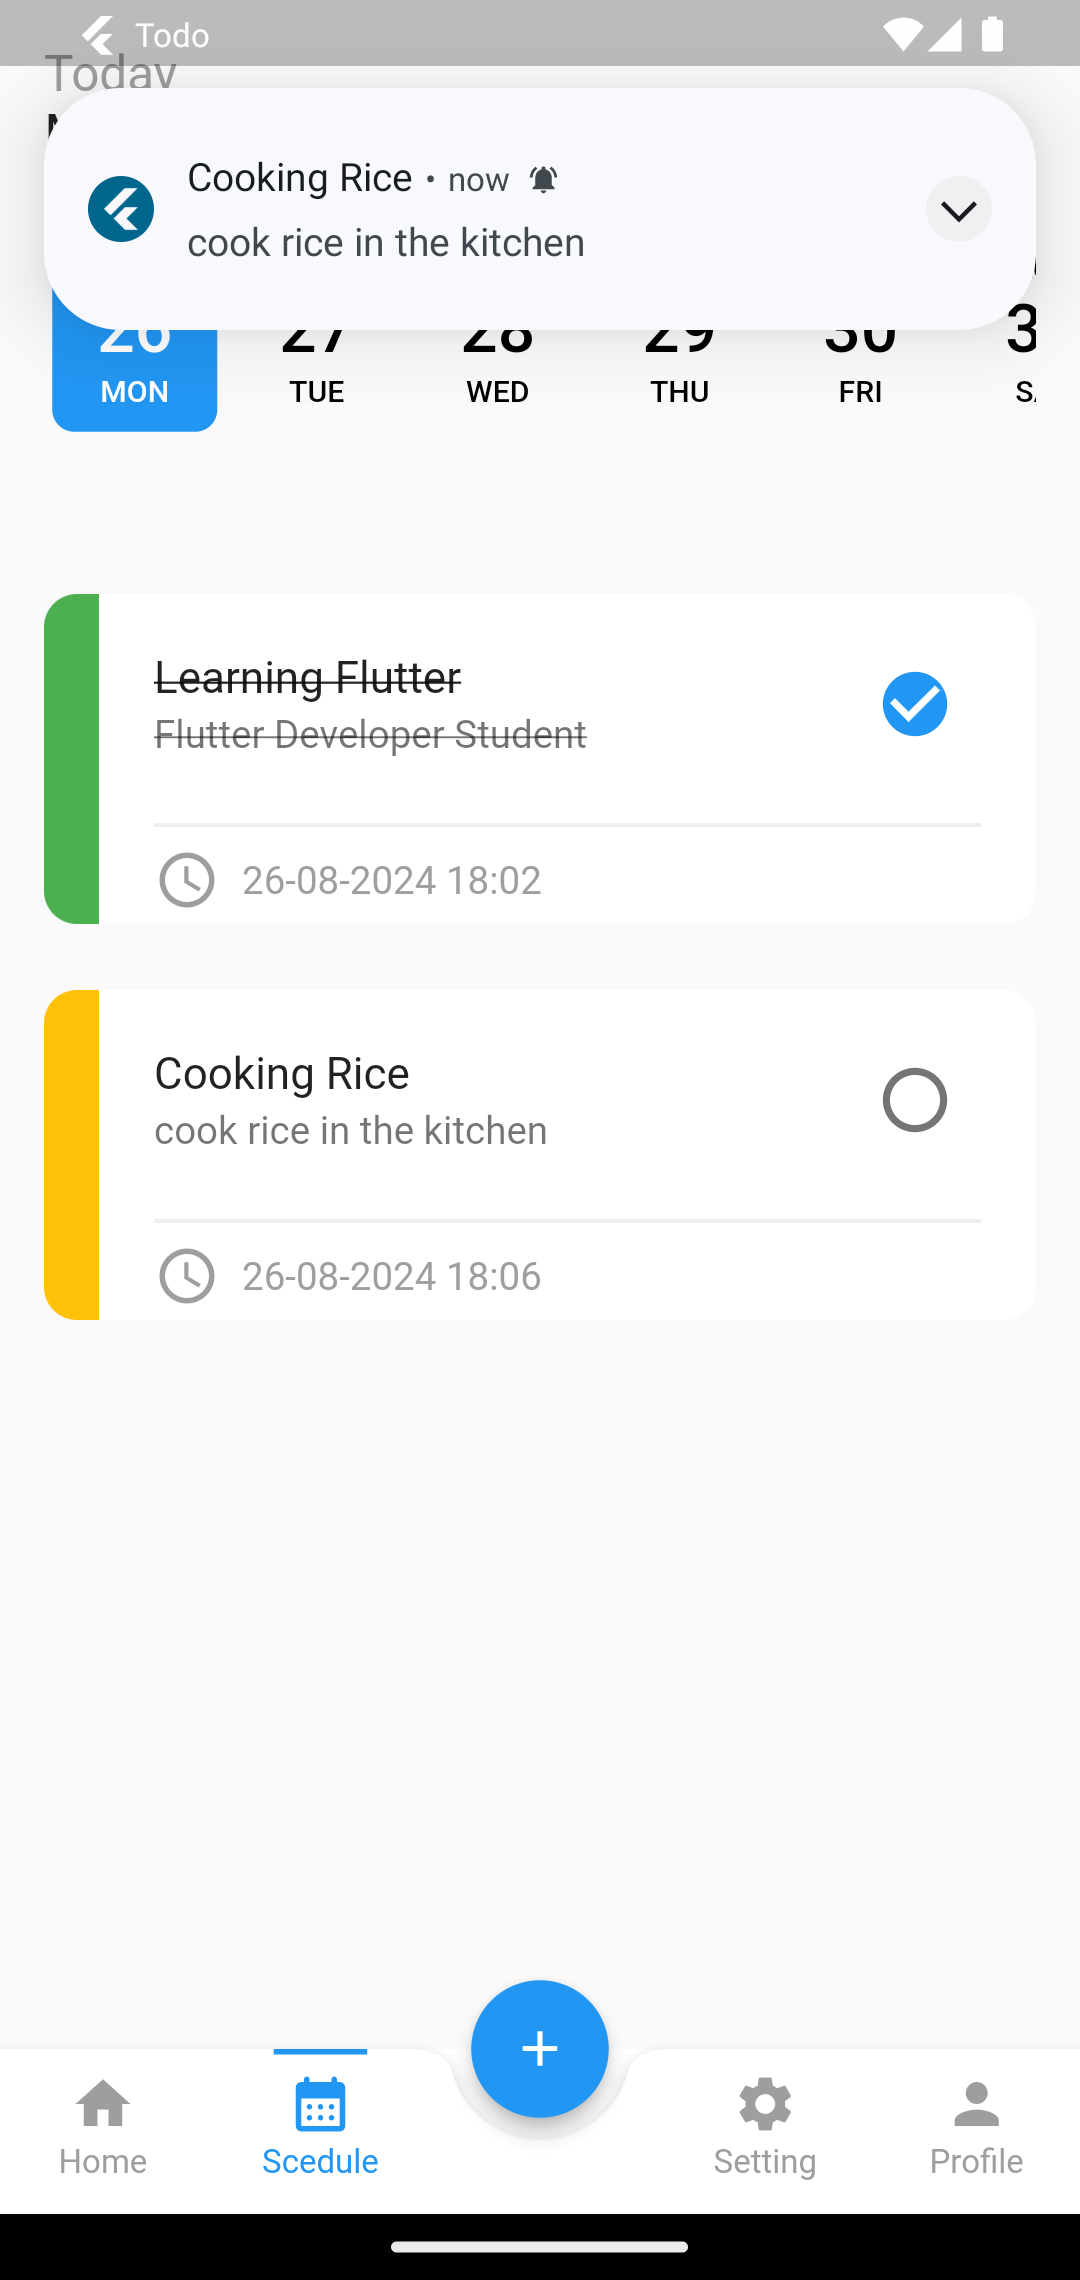 Todo
Today
Cooking Rice • now
cook rice in the kitchen
26 27 28 29 30
MON TUE WED THU FRI
Learning Flutter
Flutter Developer Student
26-08-2024 18:02
Cooking Rice
cook rice in the kitchen
26-08-2024 18:06
Home Scedule Setting Profile